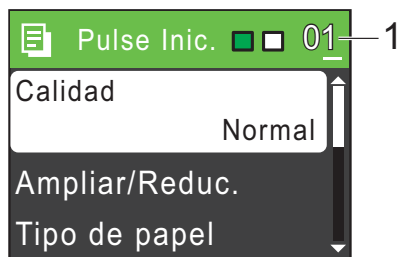 Pulse Inic. 01 1
Calidad
Normal
Ampliar/Reduc.
Tipo de papel